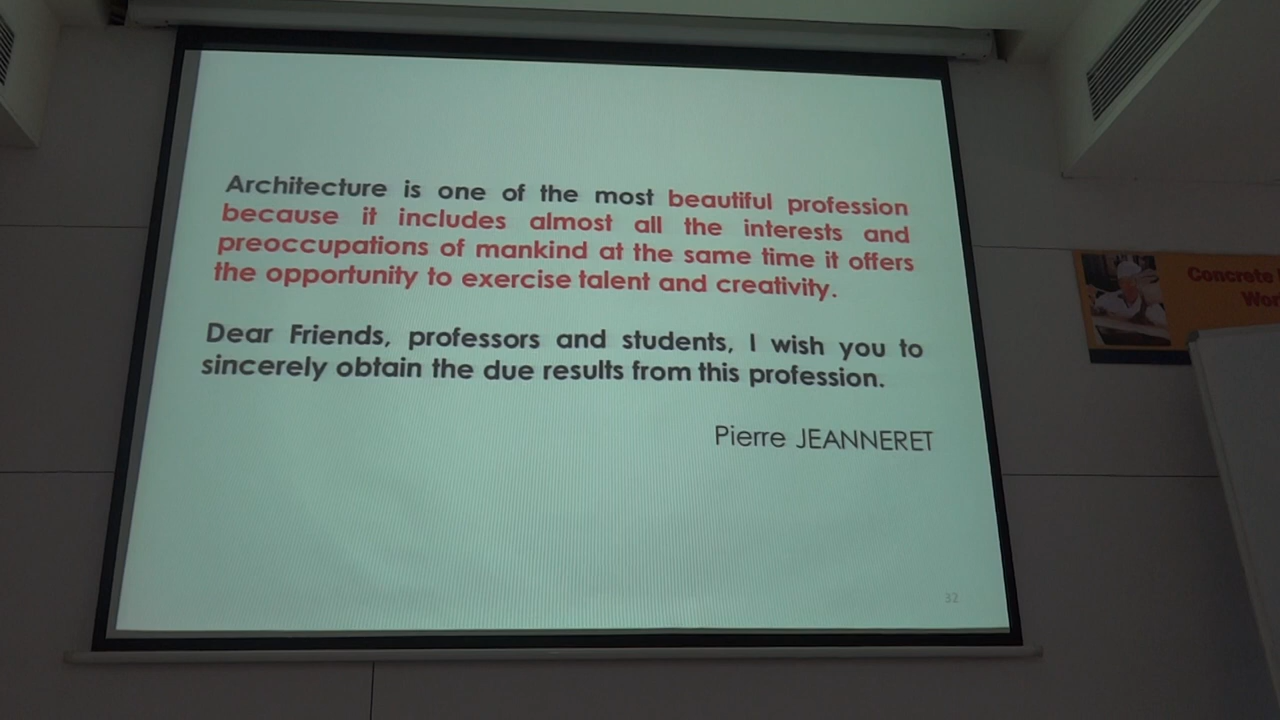 Architecture is one of the most beautiful profession
because it includes almost all the interests and
preoccupations of mankind at the same time it offers
the opportunity to exercise talent and creativity.
Dear Friends, professors and students, I wish you to
sincerely obtain the due results from this profession.
Pierre JEANNERET
32
Concrete